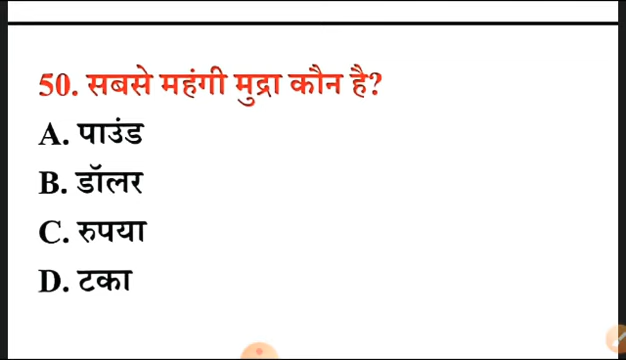 50. सबसे महंगी मुद्रा कौन है?
A. पाउंड
B. डॉलर
C. रुपया
D. टका